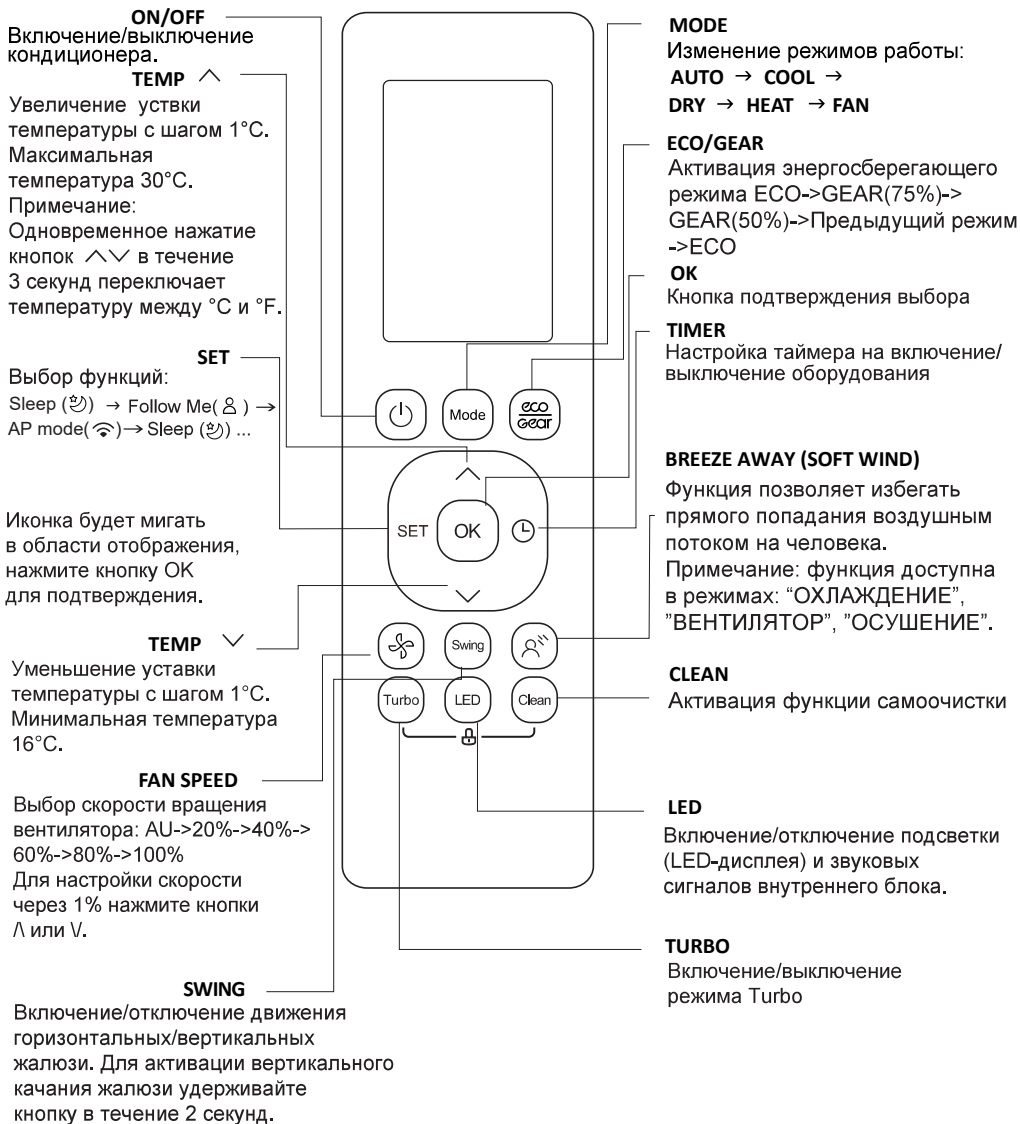 ON/OFF
Включение/выключение
кондиционера.
TEMP ︿
Увеличение уствки
температуры с шагом 1°C.
Максимальная
температура 30°C.
Примечание:
Одновременное нажатие
кнопок ︿﹀ в течение
3 секунд переключает
температуру между °C и °F.
SET
Выбор функций:
Sleep () → Follow Me( ) →
AP mode( )→ Sleep () ...
Иконка будет мигать
в области отображения,
нажмите кнопку OK
для подтверждения.
TEMP ﹀
Уменьшение уставки
температуры с шагом 1°C.
Минимальная температура
16°C.
FAN SPEED
Выбор скорости вращения
вентилятора: AU->20%->40%->
60%->80%->100%
Для настройки скорости
через 1% нажмите кнопки
/\ или \/.
SWING
Включение/отключение движения
горизонтальных/вертикальных
жалюзи. Для активации вертикального
качания жалюзи удерживайте
кнопку в течение 2 секунд.
Mode
eco
Gear
SET
OK
Swing
Turbo
LED
Clean
MODE
Изменение режимов работы:
AUTO → COOL →
DRY → HEAT → FAN
ECO/GEAR
Активация энергосберегающего
режима ECO->GEAR(75%)->
GEAR(50%)->Предыдущий режим
->ECO
OK
Кнопка подтверждения выбора
TIMER
Настройка таймера на включение/
выключение оборудования
BREEZE AWAY (SOFT WIND)
Функция позволяет избегать
прямого попадания воздушным
потоком на человека.
Примечание: функция доступна
в режимах: “ОХЛАЖДЕНИЕ”,
”ВЕНТИЛЯТОР”, ”ОСУШЕНИЕ”.
CLEAN
Активация функции самоочистки
LED
Включение/отключение подсветки
(LED-дисплея) и звуковых
сигналов внутреннего блока.
TURBO
Включение/выключение
режима Turbo